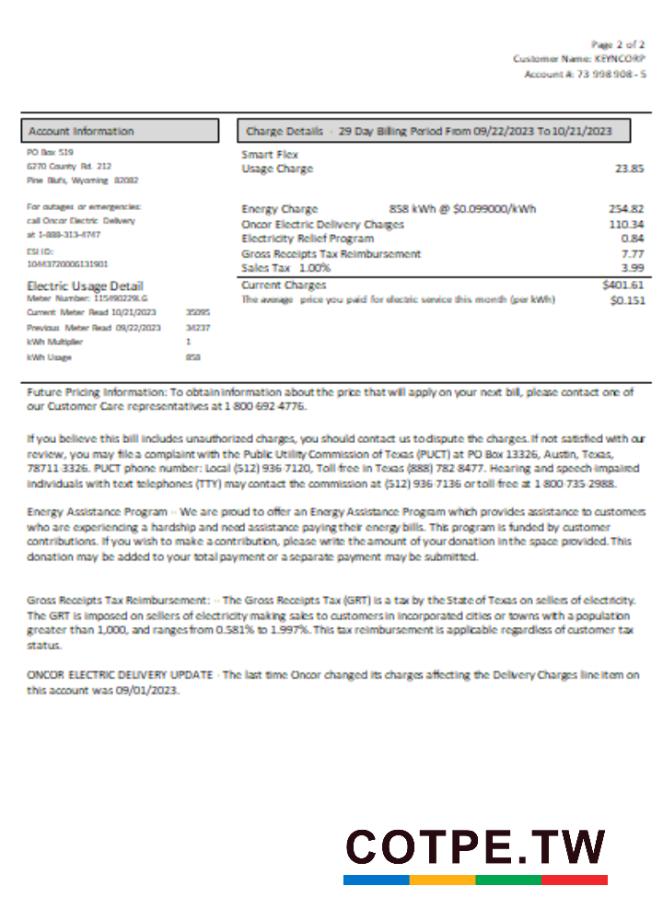 Page 2 of 2
Customer Name: KEYNCORP
Account #: 73 998 908 - 5
Account Information
PO Box 519
6270 County Rd. 212
Pine Blufs, Wyoming 82082
For outages or emergencies:
call Oncor Electric Delivery
at 1-888-313-4747
ESI ID:
10443720006131901
Electric Usage Detail
Meter Number: 115490229LG
Current Meter Read 10/21/2023 35095
Previous Meter Read 09/22/2023 34237
kWh Multiplier 1
kWh Usage 858
Charge Details - 29 Day Billing Period From 09/22/2023 To 10/21/2023
Smart Flex
Usage Charge 23.85
Energy Charge 858 kWh @ $0.099000/kWh 254.82
Oncor Electric Delivery Charges 110.34
Electricity Relief Program 0.84
Gross Receipts Tax Reimbursement 7.77
Sales Tax 1.00% 3.99
Current Charges $401.61
The average price you paid for electric service this month (per kWh) $0.151
Future Pricing Information: To obtain information about the price that will apply on your next bill, please contact one of
our Customer Care representatives at 1-800-692-4776.
If you believe this bill includes unauthorized charges, you should contact us to dispute the charges. If not satisfied with our
review, you may file a complaint with the Public Utility Commission of Texas (PUCT) at PO Box 13326, Austin, Texas,
78711-3326. PUCT phone number: Local (512) 936-7120, Toll-free in Texas (888) 782-8477. Hearing and speech-impaired
individuals with text telephones (TTY) may contact the commission at (512) 936-7136 or toll-free at 1-800-735-2988.
Energy Assistance Program -- We are proud to offer an Energy Assistance Program which provides assistance to customers
who are experiencing a hardship and need assistance paying their energy bills. This program is funded by customer
contributions. If you wish to make a contribution, please write the amount of your donation in the space provided. This
donation may be added to your total payment or a separate payment may be submitted.
Gross Receipts Tax Reimbursement: -- The Gross Receipts Tax (GRT) is a tax by the State of Texas on sellers of electricity.
The GRT is imposed on sellers of electricity making sales to customers in incorporated cities or towns with a population
greater than 1,000, and ranges from 0.581% to 1.997%. This tax reimbursement is applicable regardless of customer tax
status.
ONCOR ELECTRIC DELIVERY UPDATE - The last time Oncor changed its charges affecting the Delivery Charges line item on
this account was 09/01/2023.
COTPE.TW